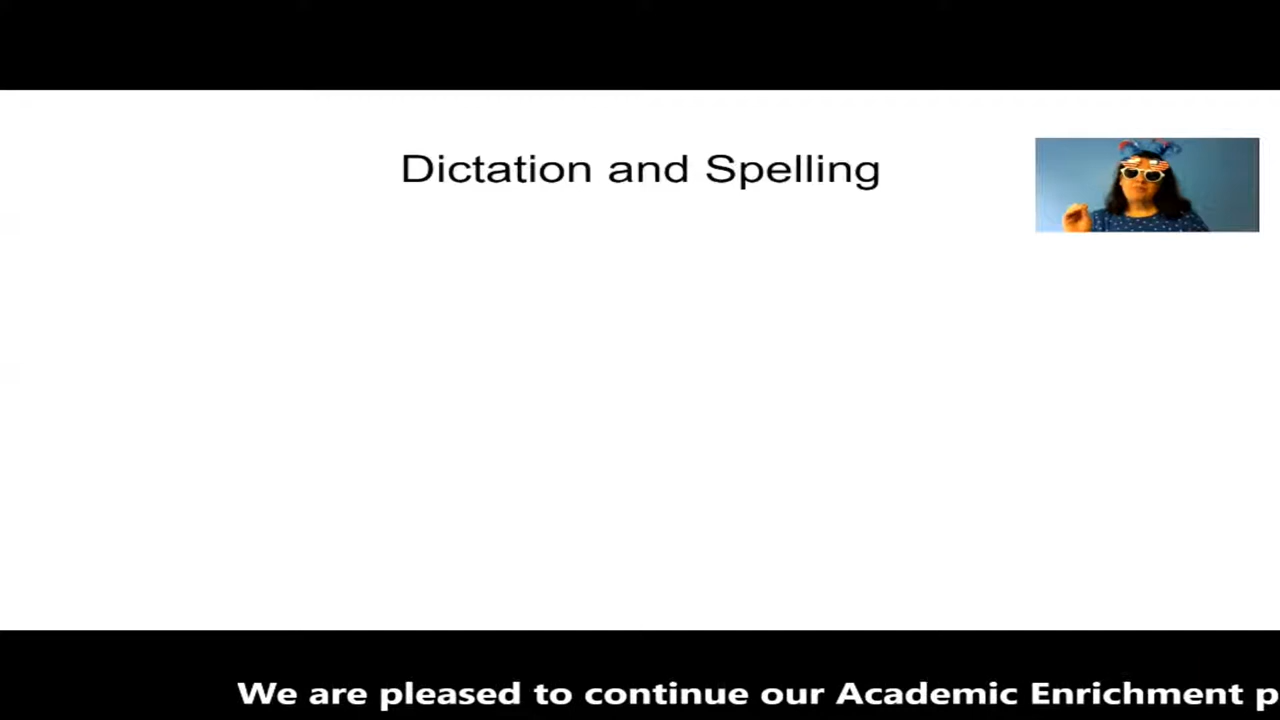 Dictation and Spelling
We are pleased to continue our Academic Enrichment p